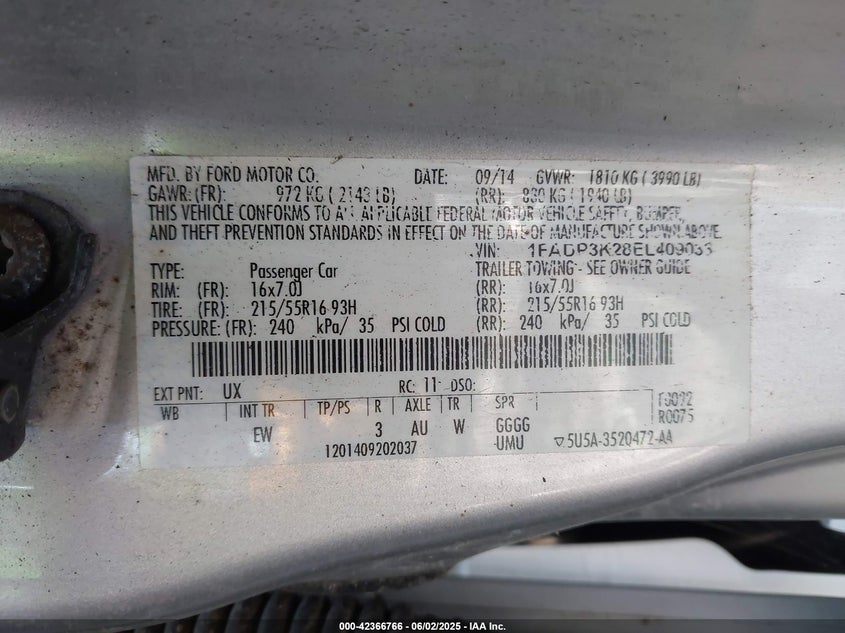 MFD. BY FORD MOTOR CO. DATE: 09/14 GVWR: 1810 KG ( 3990 LB)
GAWR: (FR): 972 KG ( 2143 LB) (RR): 880 KG ( 1940 LB)
THIS VEHICLE CONFORMS TO ALL APPLICABLE FEDERAL MOTOR VEHICLE SAFETY, BUMPER,
AND THEFT PREVENTION STANDARDS IN EFFECT ON THE DATE OF MANUFACTURE SHOWN ABOVE.
VIN: 1FADP3K28EL409033
TYPE: Passenger Car TRAILER TOWING - SEE OWNER GUIDE
RIM: (FR): 16x7.0J (RR): 16x7.0J
TIRE: (FR): 215/55R16 93H (RR): 215/55R16 93H
PRESSURE: (FR): 240 kPa/ 35 PSI COLD (RR): 240 kPa/ 35 PSI COLD
EXT PNT: UX RC: 11 DSO:
WB INT TR TP/PS R AXLE TR SPR
EW 3 AU W GGGG
UMU
F0092
R0075
1201409202037
▽5U5A-3520472-AA
000-42366766 - 06/02/2025 - IAA Inc.